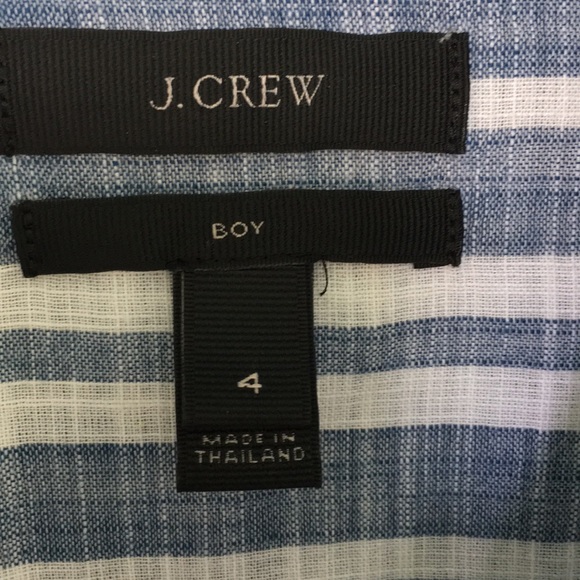 J. CREW
BOY
4
MADE IN
THAILAND